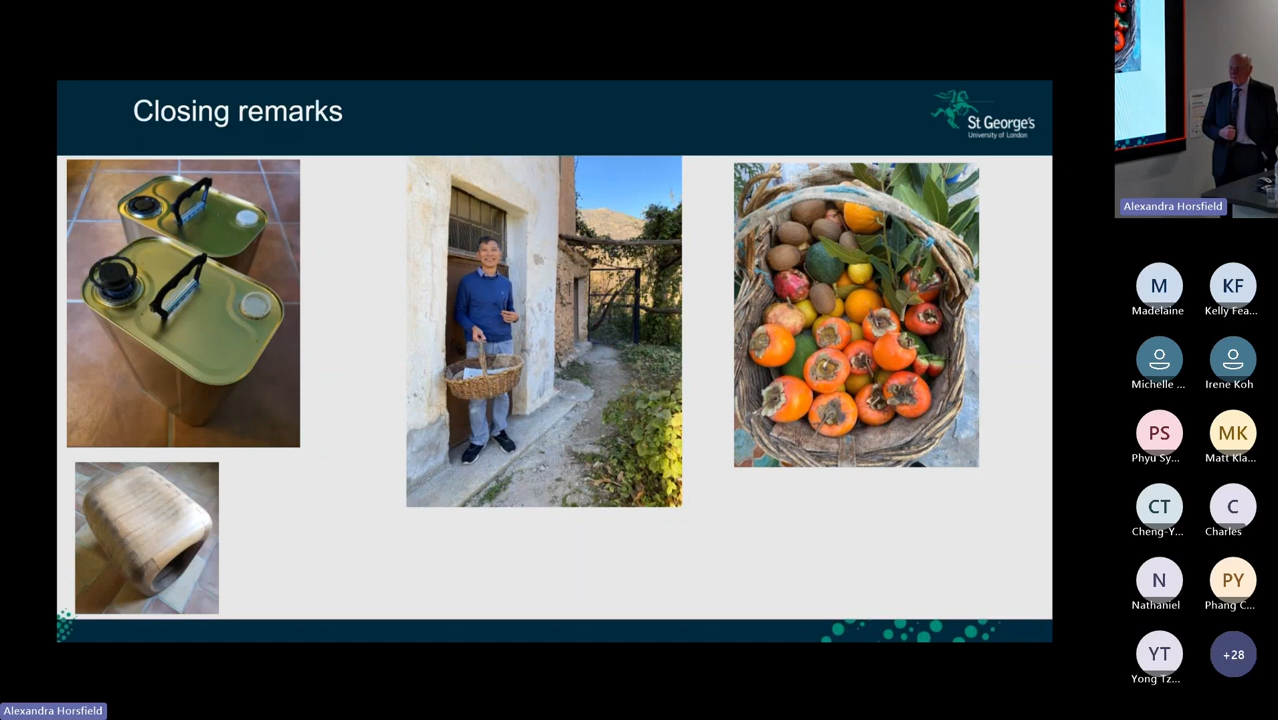 Closing remarks
St George's
University of London
Alexandra Horsfield
M
Madelaine
KF
Kelly Fea...
Michelle ...
Irene Koh
PS
Phyu Sy...
MK
Matt Kla...
CT
Cheng-Y...
C
Charles
N
Nathaniel
PY
Phang C...
YT
Yong Tz...
+28
Alexandra Horsfield